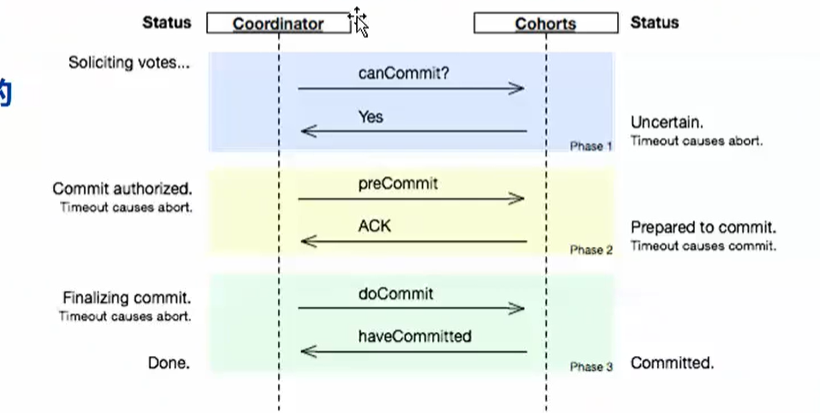 Status
Coordinator
Cohorts
Status
Soliciting votes...
的
canCommit?
Yes
Uncertain.
Phase 1
Timeout causes abort.
Commit authorized.
Timeout causes abort.
preCommit
ACK
Prepared to commit.
Phase 2
Timeout causes commit.
Finalizing commit.
Timeout causes abort.
doCommit
haveCommitted
Done.
Phase 3
Committed.